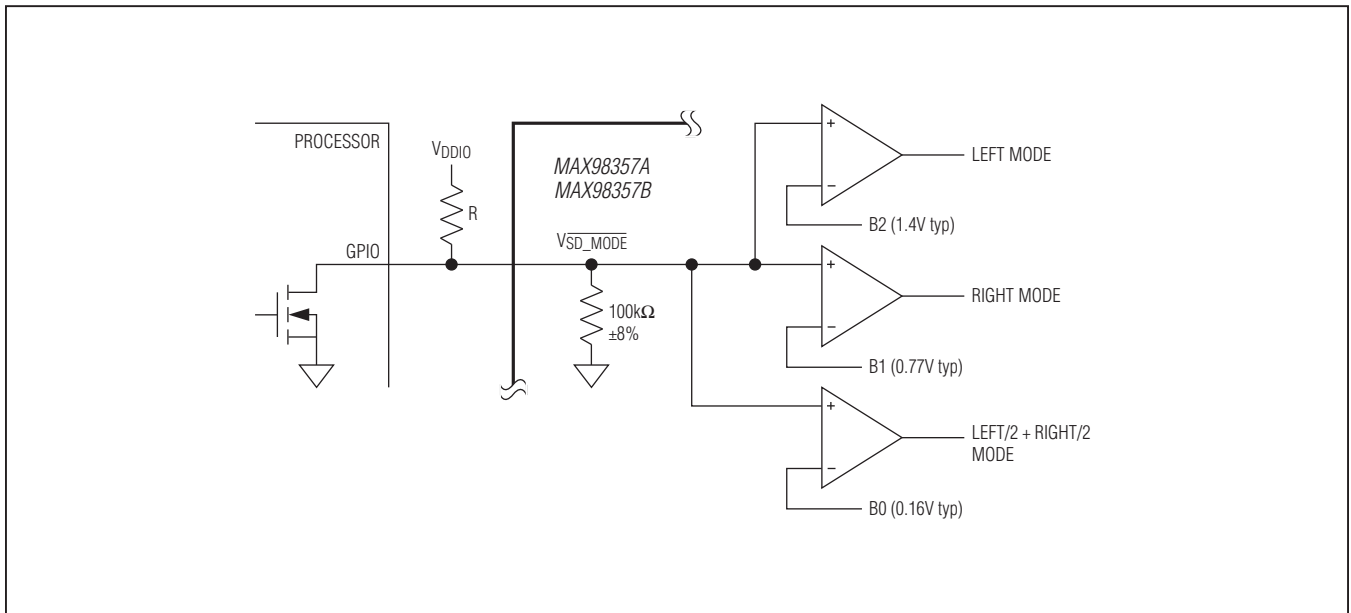 PROCESSOR
VDDIO
R
GPIO
MAX98357A
MAX98357B
VSD_MODE
100kΩ
±8%
+
−
LEFT MODE
B2 (1.4V typ)
+
−
RIGHT MODE
B1 (0.77V typ)
+
−
LEFT/2 + RIGHT/2
MODE
B0 (0.16V typ)